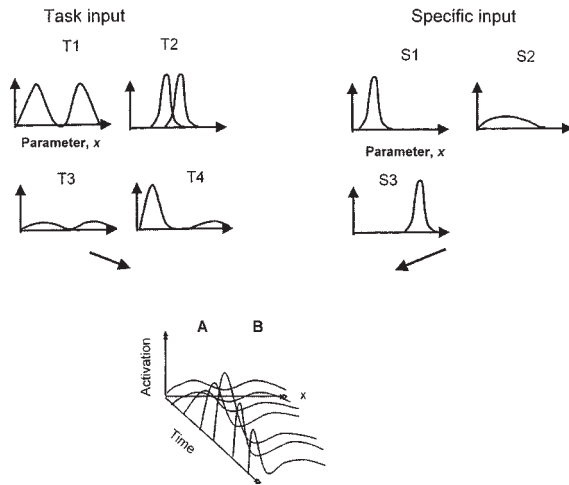 Task input
Specific input
T1
T2
S1
S2
Parameter, x
Parameter, x
T3
T4
S3
A
B
Activation
x
Time